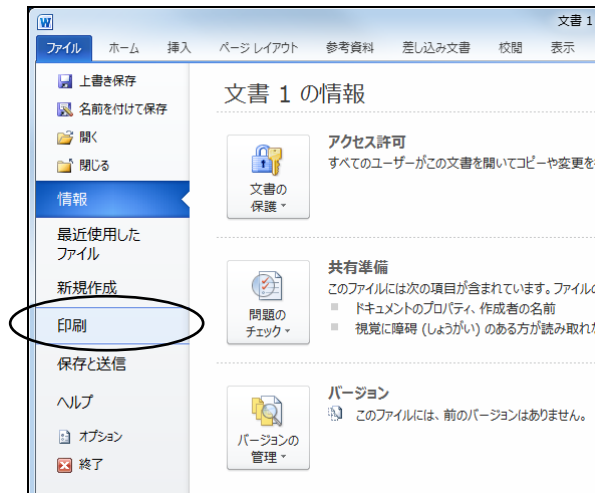 文書 1
ファイル ホーム 挿入 ページ レイアウト 参考資料 差し込み文書 校閲 表示
上書き保存
名前を付けて保存
開く
閉じる
情報
最近使用した
ファイル
新規作成
印刷
保存と送信
ヘルプ
オプション
終了
文書 1 の情報
文書の
保護
アクセス許可
すべてのユーザーがこの文書を開いてコピーや変更を
問題の
チェック
共有準備
このファイルには次の項目が含まれています。ファイルの
ドキュメントのプロパティ、作成者の名前
視覚に障碍 (しょうがい) のある方が読み取れな
バージョンの
管理
バージョン
このファイルには、前のバージョンはありません。